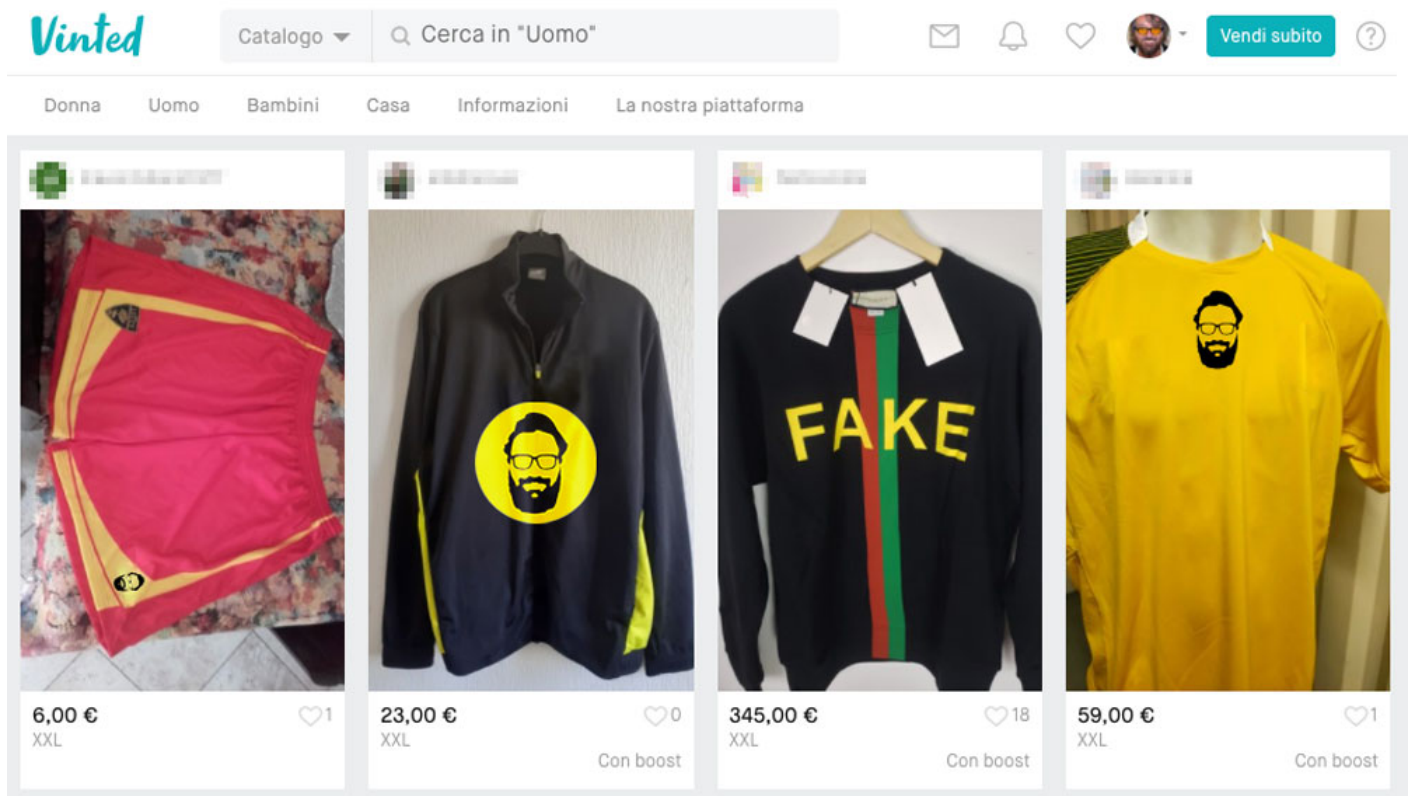 Vinted
Catalogo
Cerca in "Uomo"
Vendi subito
?
Donna Uomo Bambini Casa Informazioni La nostra piattaforma
FAKE
6,00 € 1
XXL
23,00 € 0
XXL
Con boost
345,00 € 18
XXL
Con boost
59,00 € 1
XXL
Con boost